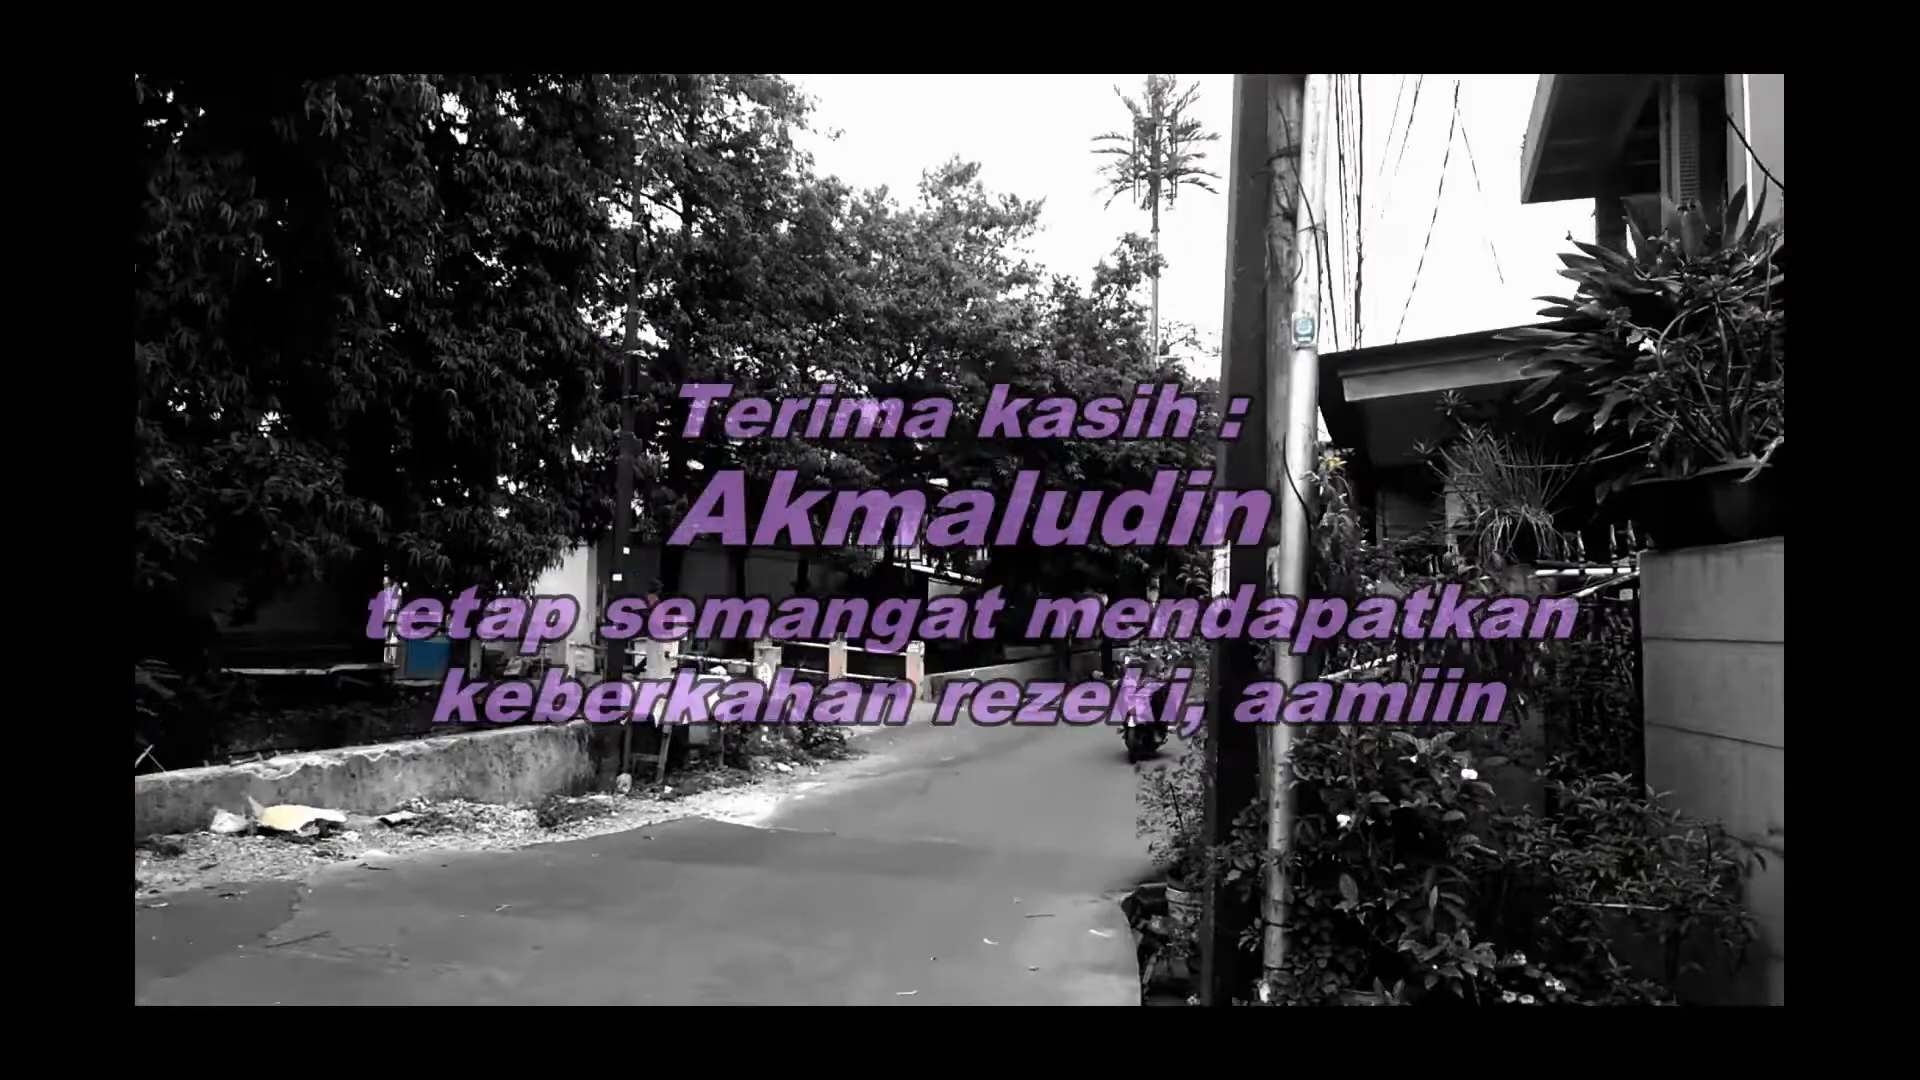 Terima kasih :
Akmaludin
tetap semangat mendapatkan
keberkahan rezeki, aamiin